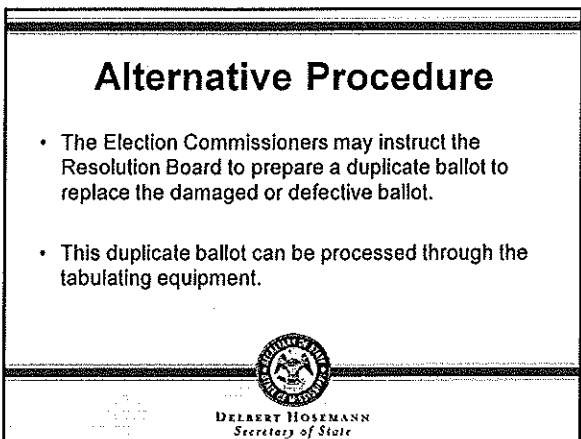 Alternative Procedure
• The Election Commissioners may instruct the
Resolution Board to prepare a duplicate ballot to
replace the damaged or defective ballot.
• This duplicate ballot can be processed through the
tabulating equipment.
DELBERT HOSEMANN
Secretary of State